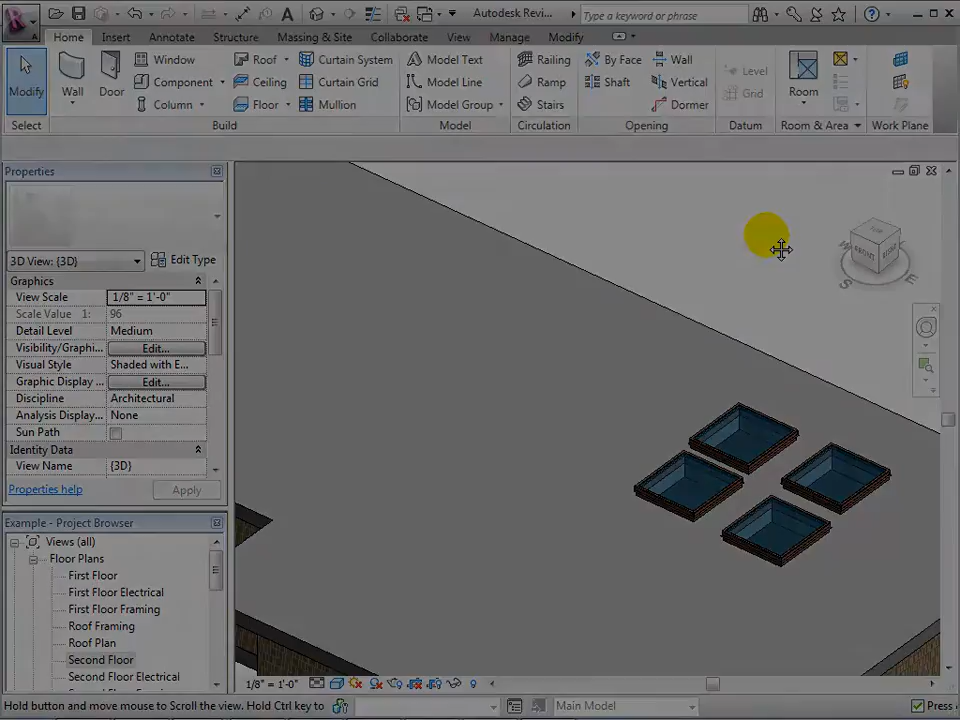 Autodesk Revi...
Type a keyword or phrase
Home Insert Annotate Structure Massing & Site Collaborate View Manage Modify
Modify
Wall
Door
Window
Component
Column
Roof
Ceiling
Floor
Curtain System
Curtain Grid
Mullion
Model Text
Model Line
Model Group
Railing
Ramp
Stairs
By Face
Shaft
Wall
Vertical
Dormer
Level
Grid
Room
Select Build Model Circulation Opening Datum Room & Area Work Plane
Properties
3D View: {3D} Edit Type
Graphics
View Scale 1/8" = 1'-0"
Scale Value 1: 96
Detail Level Medium
Visibility/Graphi... Edit...
Visual Style Shaded with E...
Graphic Display ... Edit...
Discipline Architectural
Analysis Display... None
Sun Path
Identity Data
View Name {3D}
Properties help Apply
Example - Project Browser
Views (all)
Floor Plans
First Floor
First Floor Electrical
First Floor Framing
Roof Framing
Roof Plan
Second Floor
Second Floor Electrical
FRONT
S
E
W
1/8" = 1'-0"
Hold button and move mouse to Scroll the view. Hold Ctrl key to
Main Model
Press